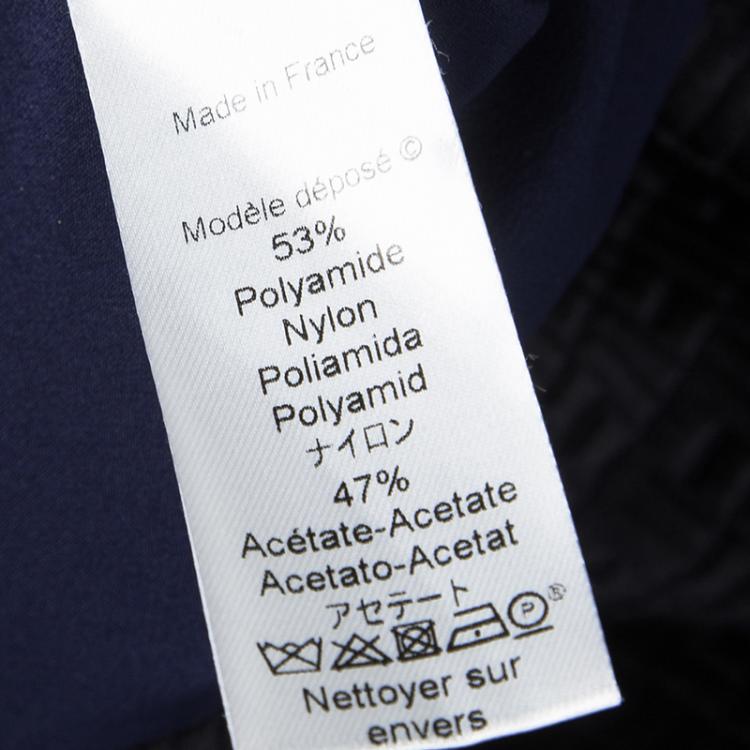 Made in France
Modèle déposé ©
53%
Polyamide
Nylon
Poliamida
Polyamid
ナイロン
47%
Acétate-Acetate
Acetato-Acetat
アセテート
P ®
Nettoyer sur
envers